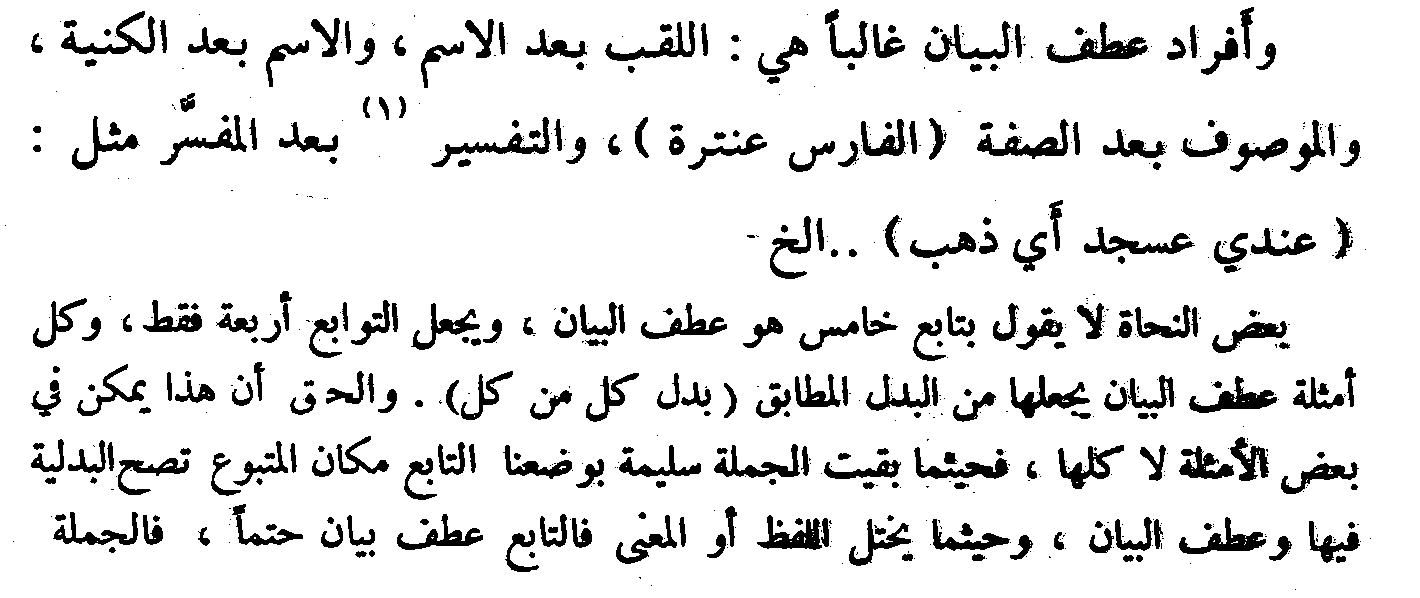 وأَفراد عطف البيان غالباً هي : اللقب بعد الاسم ، والاسم بعد الكنية ،
والموصوف بعد الصفة (الفارس عنترة) ، والتفسير (١) بعد المفسَّر مثل :
( عندي عسجد أَي ذهب) ..الخ -
بعض النحاة لا يقول بتابع خامس هو عطف البيان ، ويجعل التوابع أربعة فقط ، وكل
أمثلة عطف البيان يجعلها من البدل المطابق ( بدل كل من كل) . والحق أن هذا يمكن في
بعض الأمثلة لا كلها ، فحيثما بقيت الجملة سليمة بوضعنا التابع مكان المتبوع تصح البدلية
فيها وعطف البيان ، وحيثما يختل اللفظ أو المعنى فالتابع عطف بيان حتماً ، فالجملة